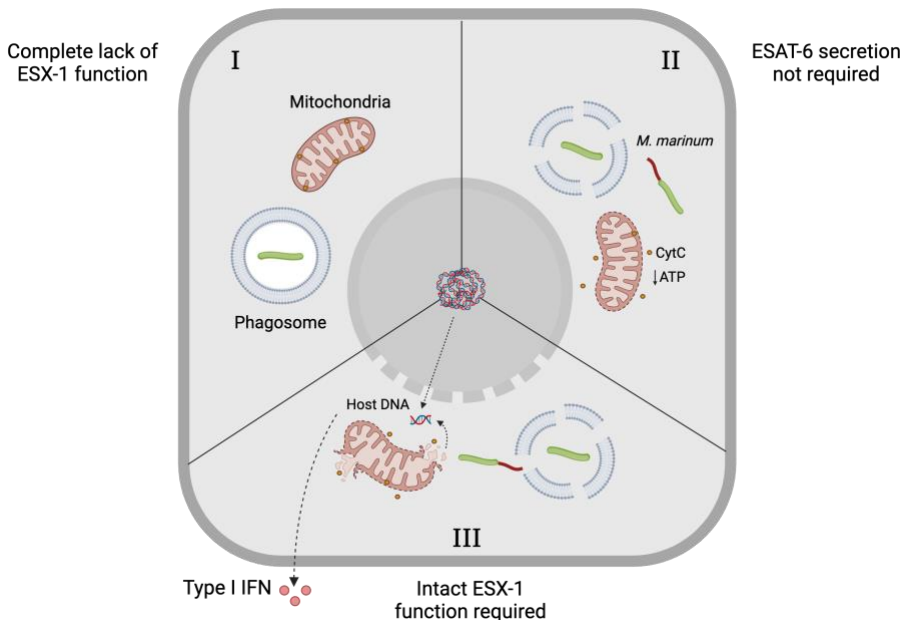 Complete lack of
ESX-1 function
I
II
ESAT-6 secretion
not required
Mitochondria
M. marinum
CytC
↓ATP
Phagosome
Host DNA
III
Type I IFN
Intact ESX-1
function required